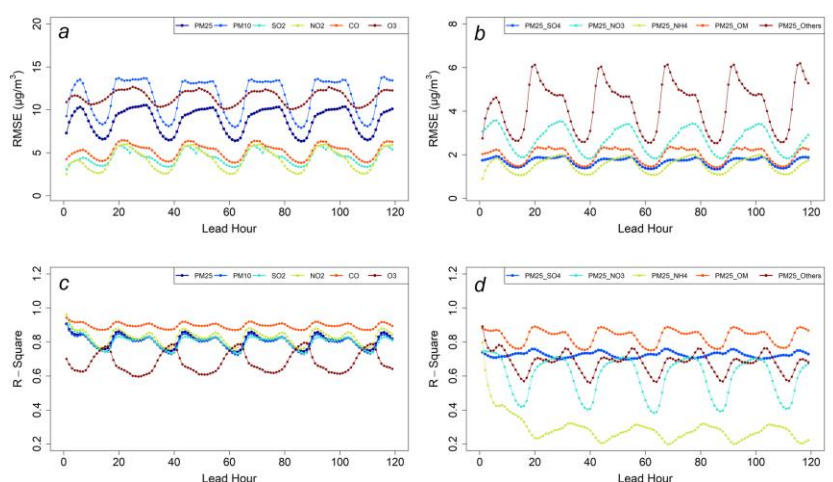 a
PM25 PM10 SO2 NO2 CO O3
RMSE (μg/m³)
20
15
10
5
0
0 20 40 60 80 100 120
Lead Hour
b
PM25_SO4 PM25_NO3 PM25_NH4 PM25_OM PM25_Others
RMSE (μg/m³)
8
6
4
2
0
0 20 40 60 80 100 120
Lead Hour
c
PM25 PM10 SO2 NO2 CO O3
R – Square
1.2
1.0
0.8
0.6
0.4
0.2
0 20 40 60 80 100 120
Lead Hour
d
PM25_SO4 PM25_NO3 PM25_NH4 PM25_OM PM25_Others
R – Square
1.2
1.0
0.8
0.6
0.4
0.2
0 20 40 60 80 100 120
Lead Hour